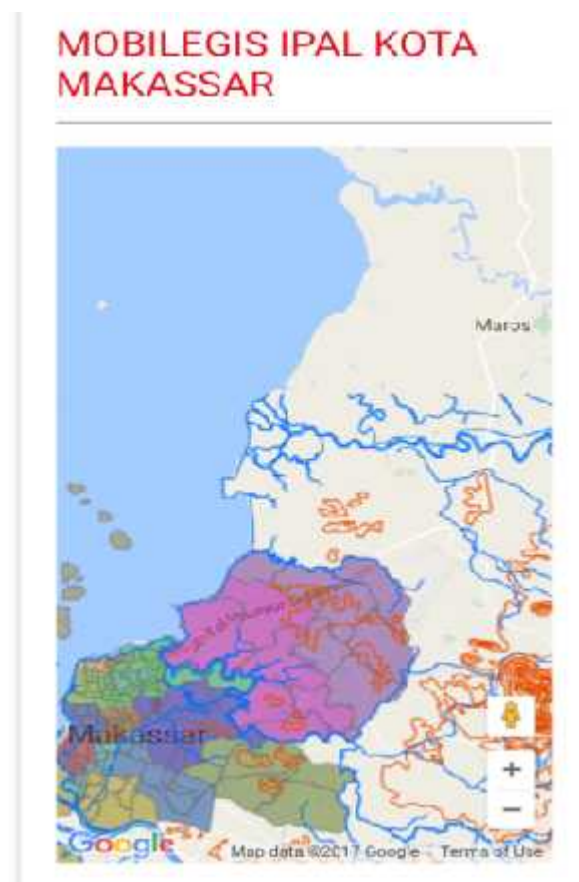 MOBILEGIS IPAL KOTA
MAKASSAR
Maros
Makassar
Google
Map data ©2017 Google
Terms of Use